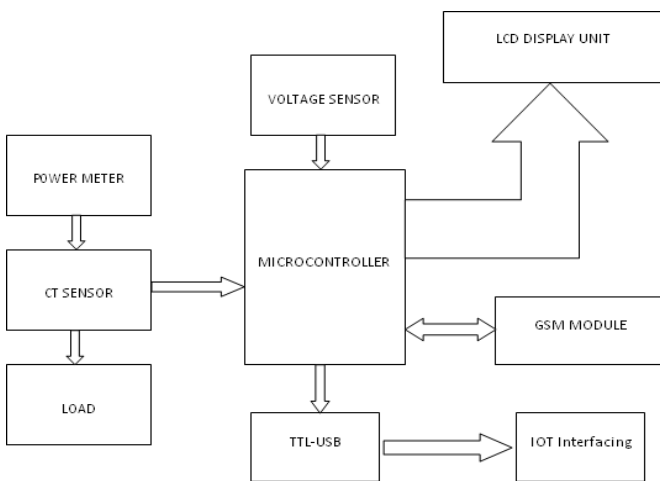 LCD DISPLAY UNIT
VOLTAGE SENSOR
POWER METER
MICROCONTROLLER
CT SENSOR
GSM MODULE
LOAD
TTL-USB
IOT Interfacing